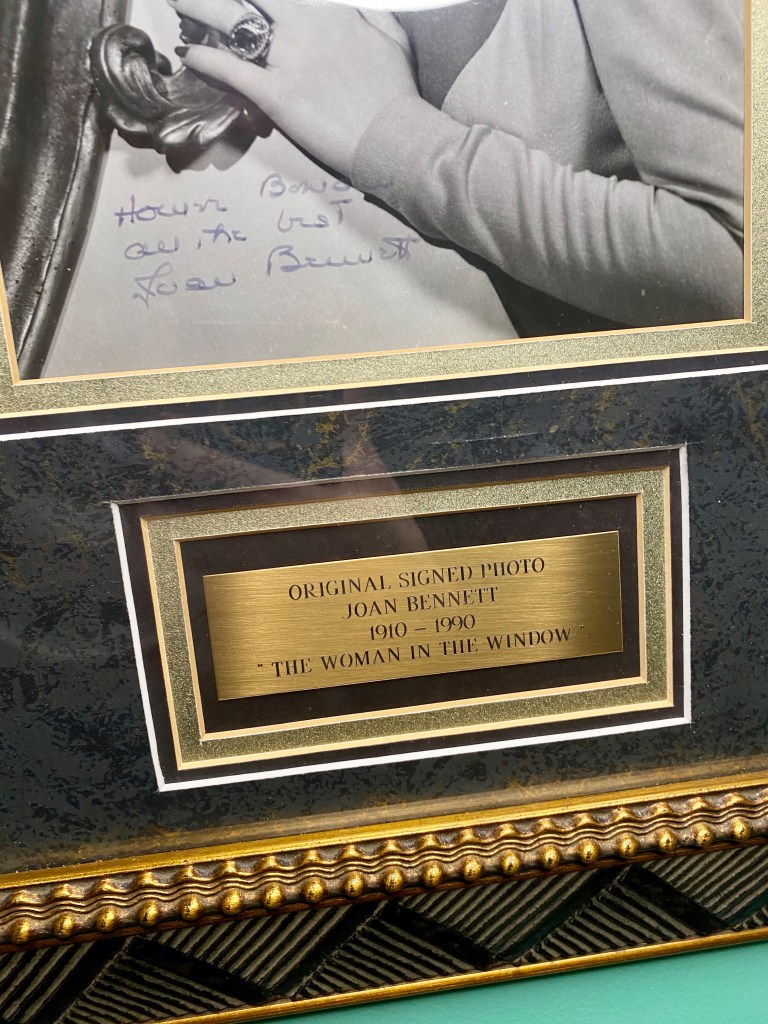 all the best
Joan Bennett
ORIGINAL SIGNED PHOTO
JOAN BENNETT
1910 – 1990
" THE WOMAN IN THE WINDOW "